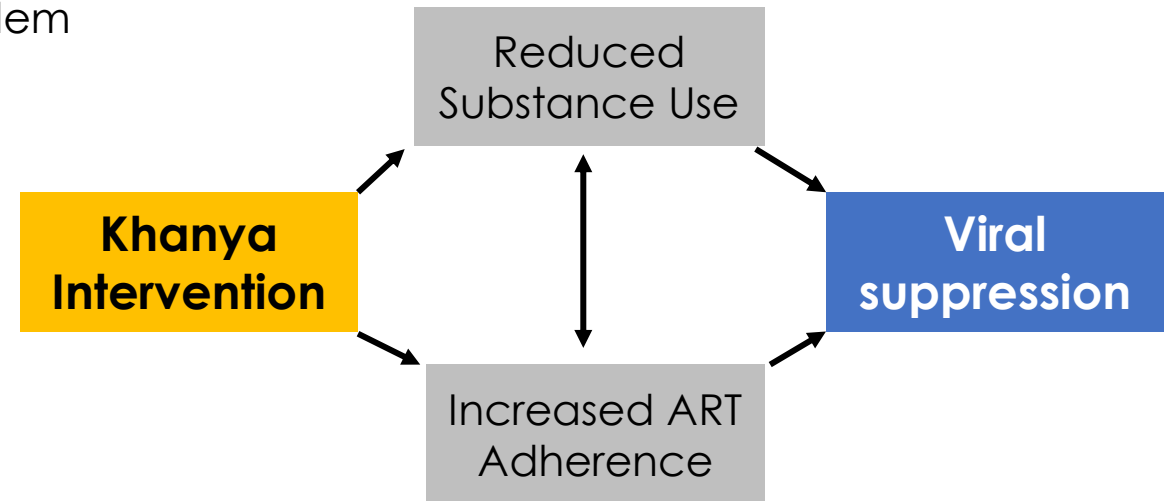 lem
Reduced
Substance Use
Khanya
Intervention
Viral
suppression
Increased ART
Adherence